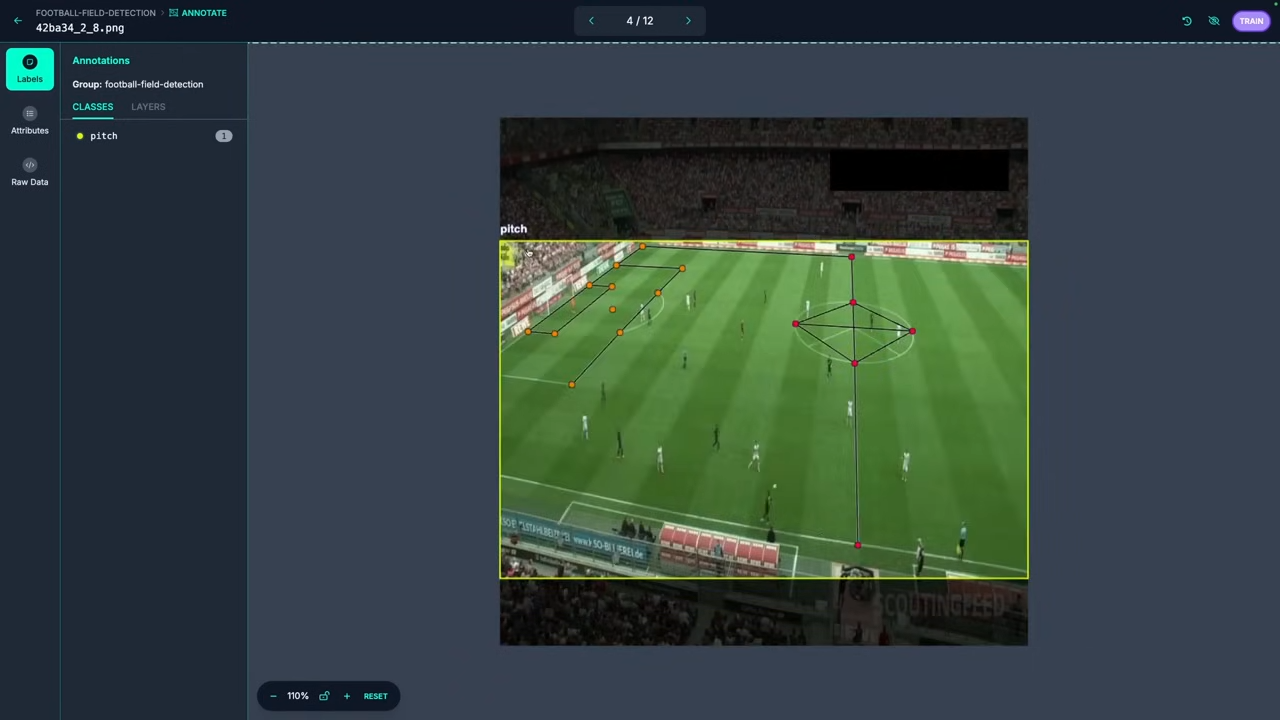 FOOTBALL-FIELD-DETECTION > ANNOTATE
42ba34_2_8.png
4 / 12
TRAIN
Labels
Attributes
Raw Data
Annotations
Group: football-field-detection
CLASSES
LAYERS
pitch
1
pitch
SCOUTINGFEED
110%
RESET